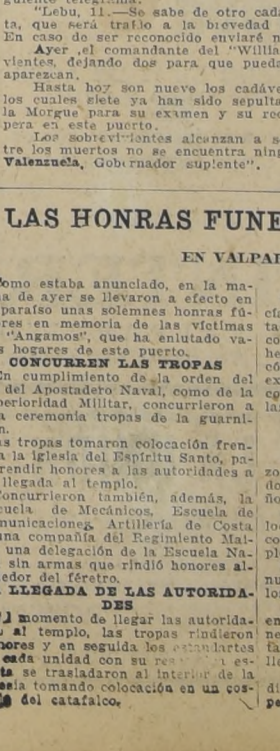 "Lebu, 11.—Se sabe de otro cadá
ta, que será traído a la brevedad
En caso de ser reconocido enviaré n
Ayer ,el comandante del "Willia
vientes, dejando dos para que pueda
aparezcan.
Hasta hoy son nueve los cadáve
los cuales siete ya han sido sepulta
la Morgue para su examen y su rec
pera en este puerto.
Los sobrevivientes alcanzan a s
tre los muertos no se encuentra ning
Valenzuela, Gobernador suplente".
LAS HONRAS FUNE
EN VALPAR
omo estaba anunciado, en la ma-
a de ayer se llevaron a efecto en
paraíso unas solemnes honras fú-
res en memoria de las víctimas
"Angamos", que ha enlutado va-
s hogares de este puerto.
CONCURREN LAS TROPAS
En cumplimiento de la orden del
del Apostadero Naval, como de la
perioridad Militar, concurrieron a
a ceremonia tropas de la guarni-
n.
as tropas tomaron colocación fren-
a la iglesia del Espíritu Santo, pa-
rendir honores a las autoridades a
llegada al templo.
Concurrieron también, además, la
cuela de Mecánicos, Escuela de
municaciones, Artillería de Costa
una compañía del Regimiento Mai-
una delegación de la Escuela Na-
sin armas que rindió honores al-
edor del féretro.
LLEGADA DE LAS AUTORIDA-
DES
l momento de llegar las autorida-
al templo, las tropas rindieron
nores y en seguida los estandartes
cada unidad con su es-
ta se trasladaron al interior de la
esia tomando colocación en un cos-
del catafalco.